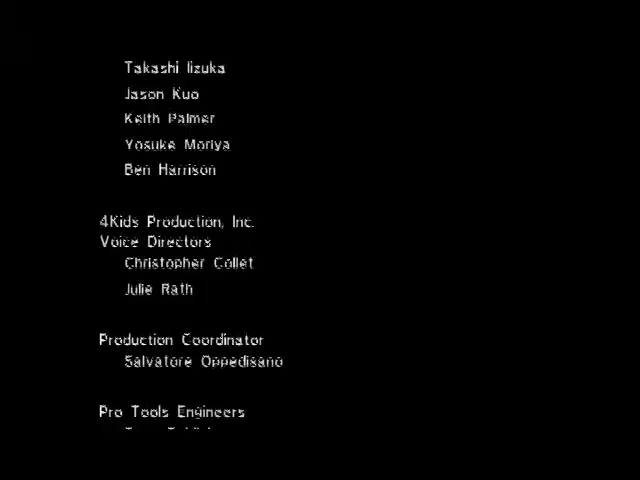 Takashi Iizuka
Jason Kuo
Keith Palmer
Yosuke Moriya
Ben Harrison
4Kids Production, Inc.
Voice Directors
Christopher Collet
Julie Rath
Production Coordinator
Salvatore Oppedisano
Pro Tools Engineers